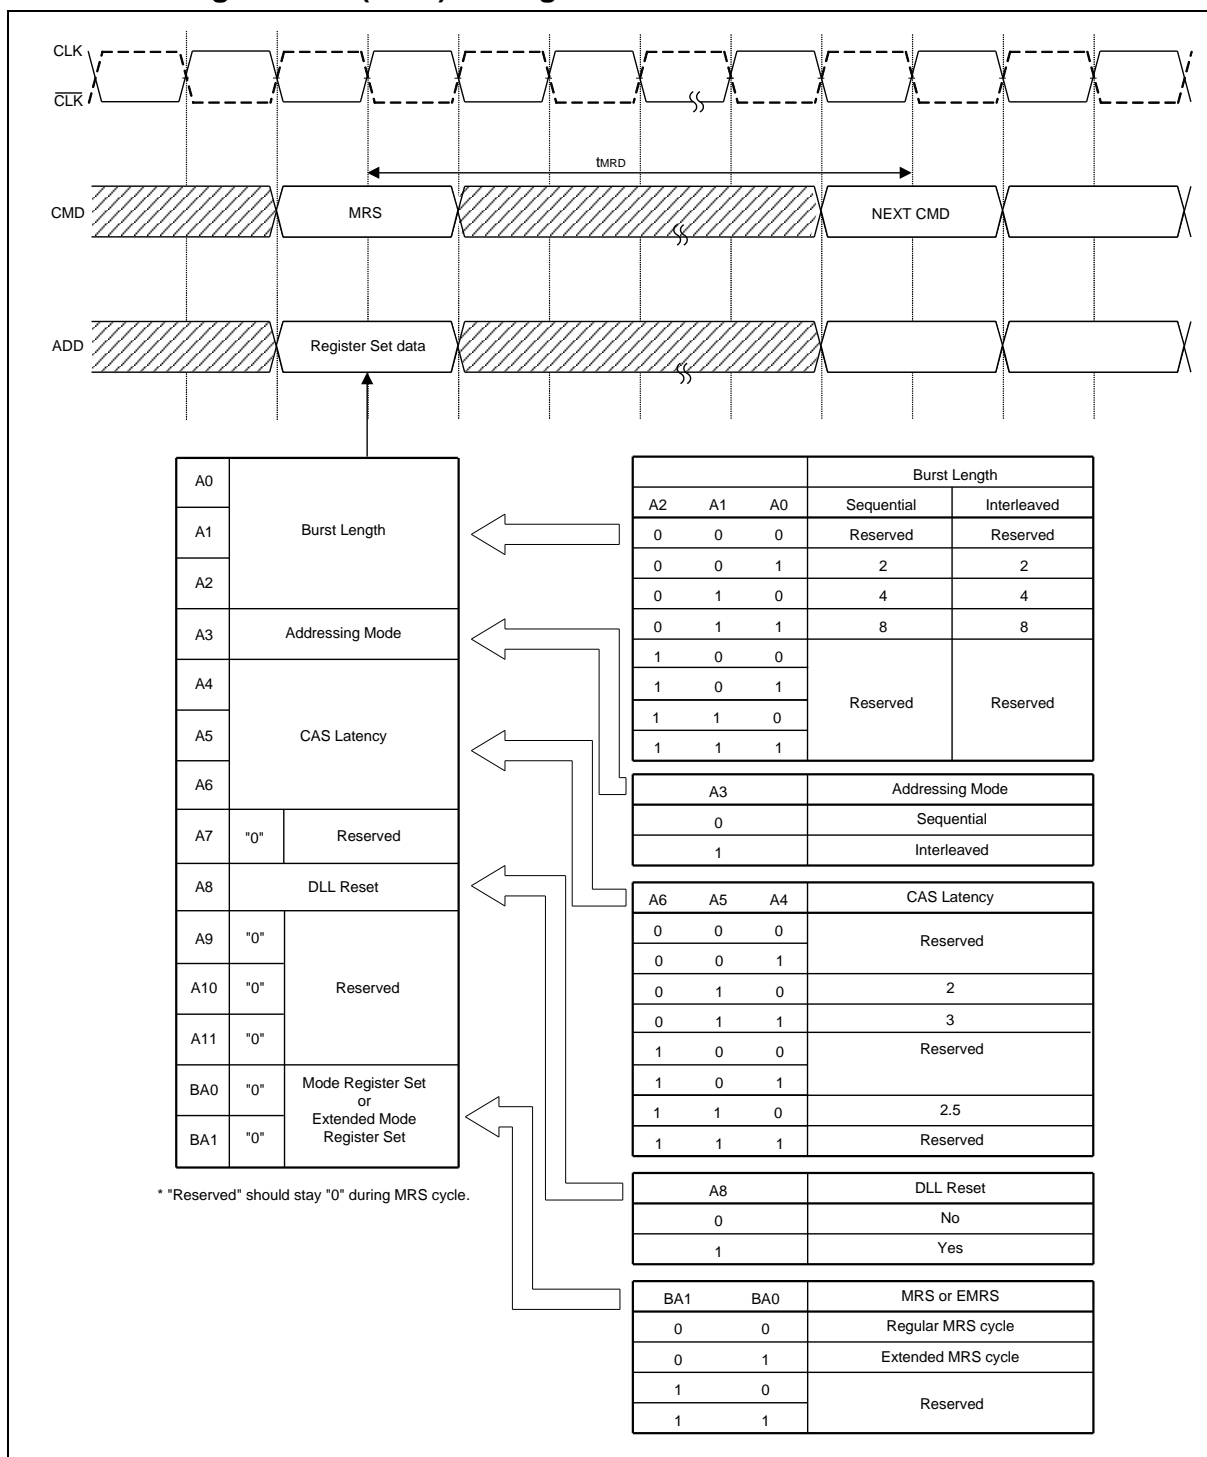 CLK
CLK
tMRD
CMD
MRS
NEXT CMD
ADD
Register Set data
A0
A1
Burst Length
A2
A3
Addressing Mode
A4
A5
CAS Latency
A6
A7
"0"
Reserved
A8
DLL Reset
A9
"0"
A10
"0"
Reserved
A11
"0"
BA0
"0"
BA1
"0"
Mode Register Set
or
Extended Mode
Register Set
* "Reserved" should stay "0" during MRS cycle.
Burst Length
A2 A1 A0 Sequential Interleaved
0 0 0 Reserved Reserved
0 0 1 2 2
0 1 0 4 4
0 1 1 8 8
1 0 0
1 0 1
Reserved Reserved
1 1 0
1 1 1
A3 Addressing Mode
0 Sequential
1 Interleaved
A6 A5 A4 CAS Latency
0 0 0
Reserved
0 0 1
0 1 0 2
0 1 1 3
1 0 0 Reserved
1 0 1
1 1 0 2.5
1 1 1 Reserved
A8 DLL Reset
0 No
1 Yes
BA1 BA0 MRS or EMRS
0 0 Regular MRS cycle
0 1 Extended MRS cycle
1 0
Reserved
1 1